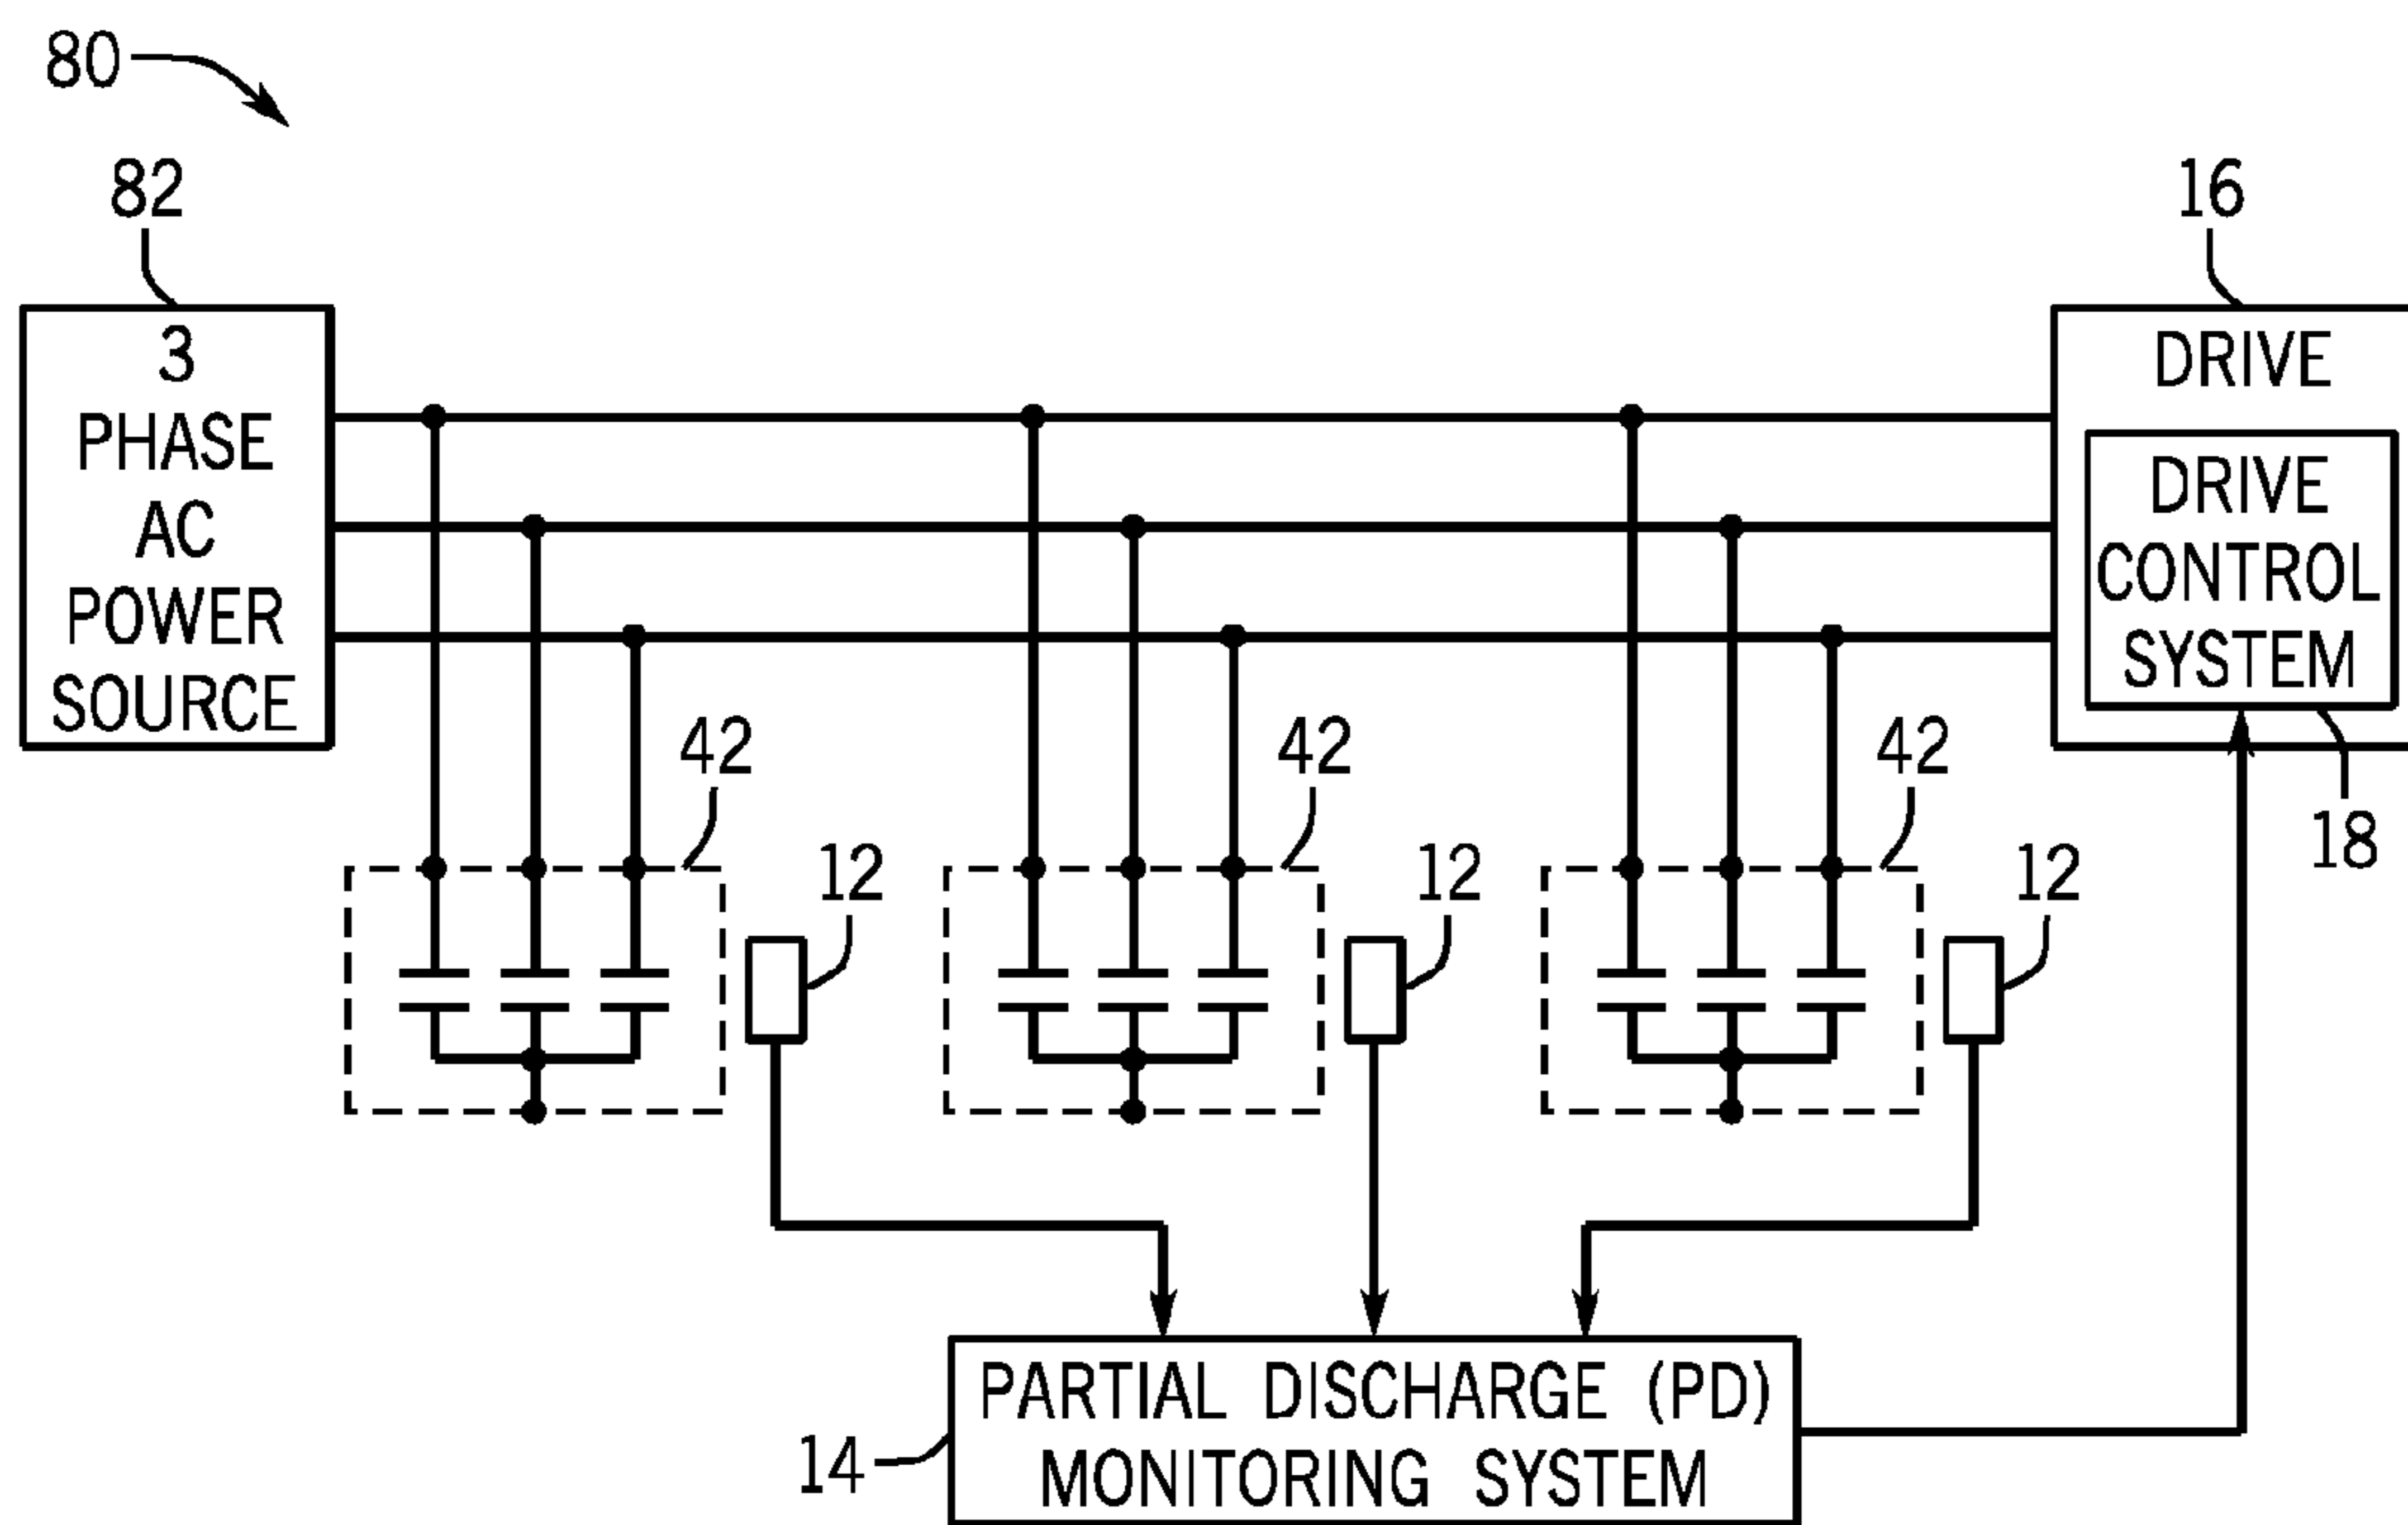 80
82
16
3
PHASE
AC
POWER
SOURCE
DRIVE
DRIVE
CONTROL
SYSTEM
42
42
42
18
12
12
12
14
PARTIAL DISCHARGE (PD)
MONITORING SYSTEM